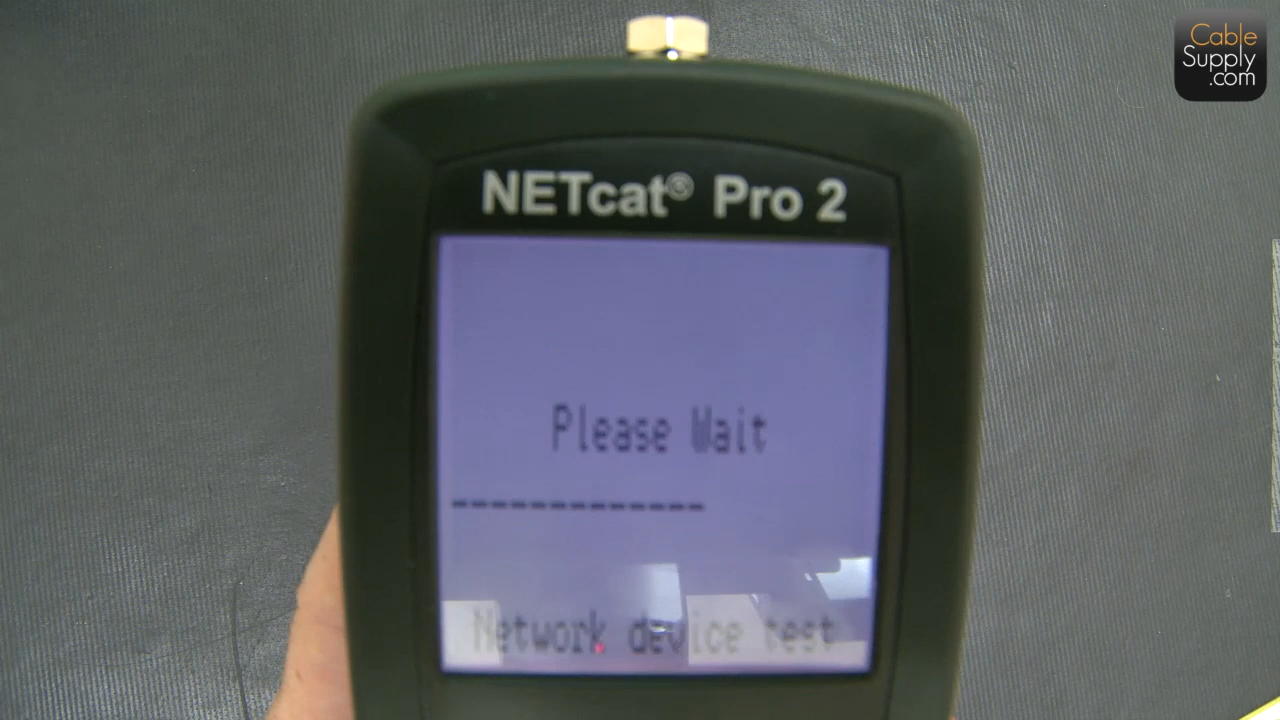 Cable
Supply
.com
NETcat® Pro 2
Please Wait
-------------
Network device test